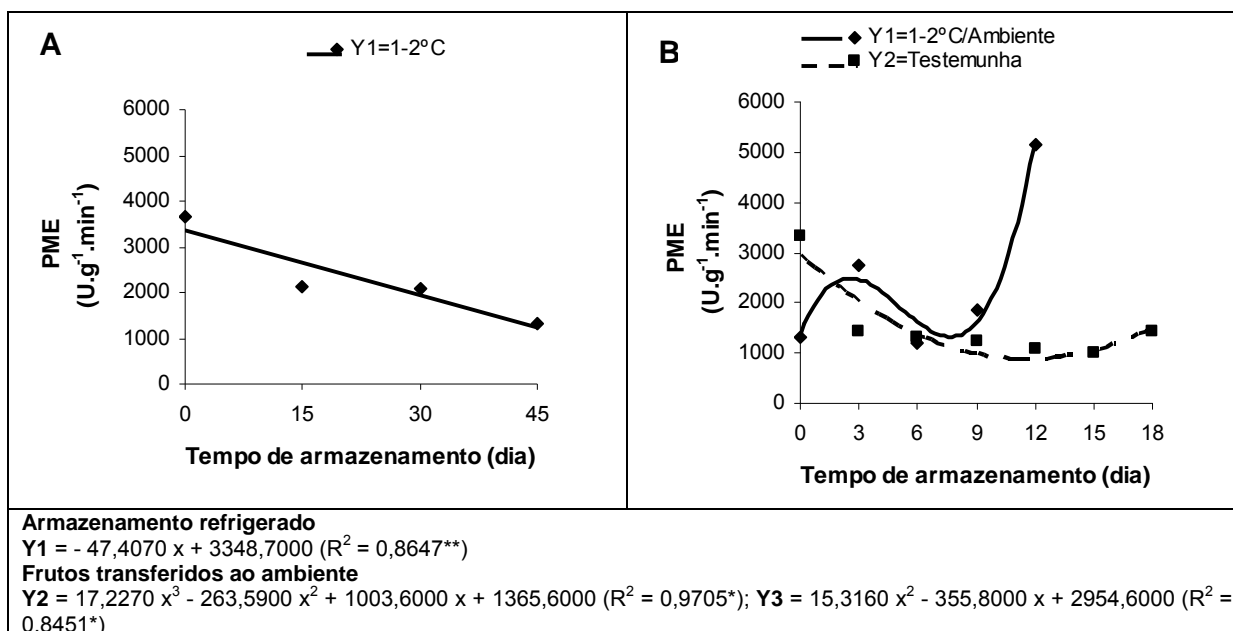 A
Y1=1-2ºC
6000
5000
4000
3000
2000
1000
0
PME
(U.g⁻¹.min⁻¹)
0 15 30 45
Tempo de armazenamento (dia)
B
Y1=1-2ºC/Ambiente
Y2=Testemunha
6000
5000
4000
3000
2000
1000
0
PME
(U.g⁻¹.min⁻¹)
0 3 6 9 12 15 18
Tempo de armazenamento (dia)
Armazenamento refrigerado
Y1 = - 47,4070 x + 3348,7000 (R² = 0,8647**)
Frutos transferidos ao ambiente
Y2 = 17,2270 x³ - 263,5900 x² + 1003,6000 x + 1365,6000 (R² = 0,9705*); Y3 = 15,3160 x² - 355,8000 x + 2954,6000 (R² =
0,8451*)